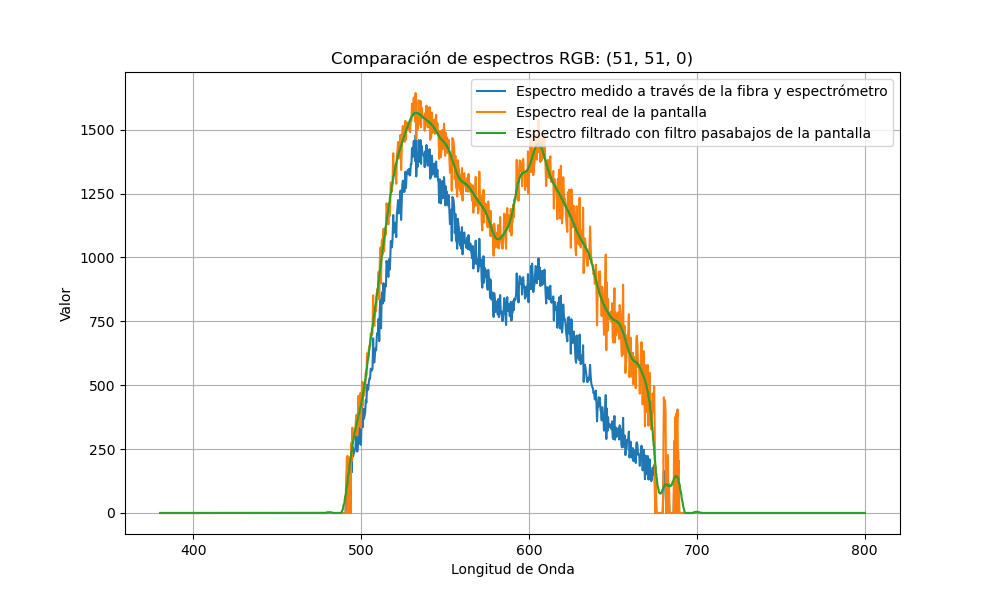 Comparación de espectros RGB: (51, 51, 0)
Espectro medido a través de la fibra y espectrómetro
Espectro real de la pantalla
Espectro filtrado con filtro pasabajos de la pantalla
Valor
1500
1250
1000
750
500
250
0
400 500 600 700 800
Longitud de Onda